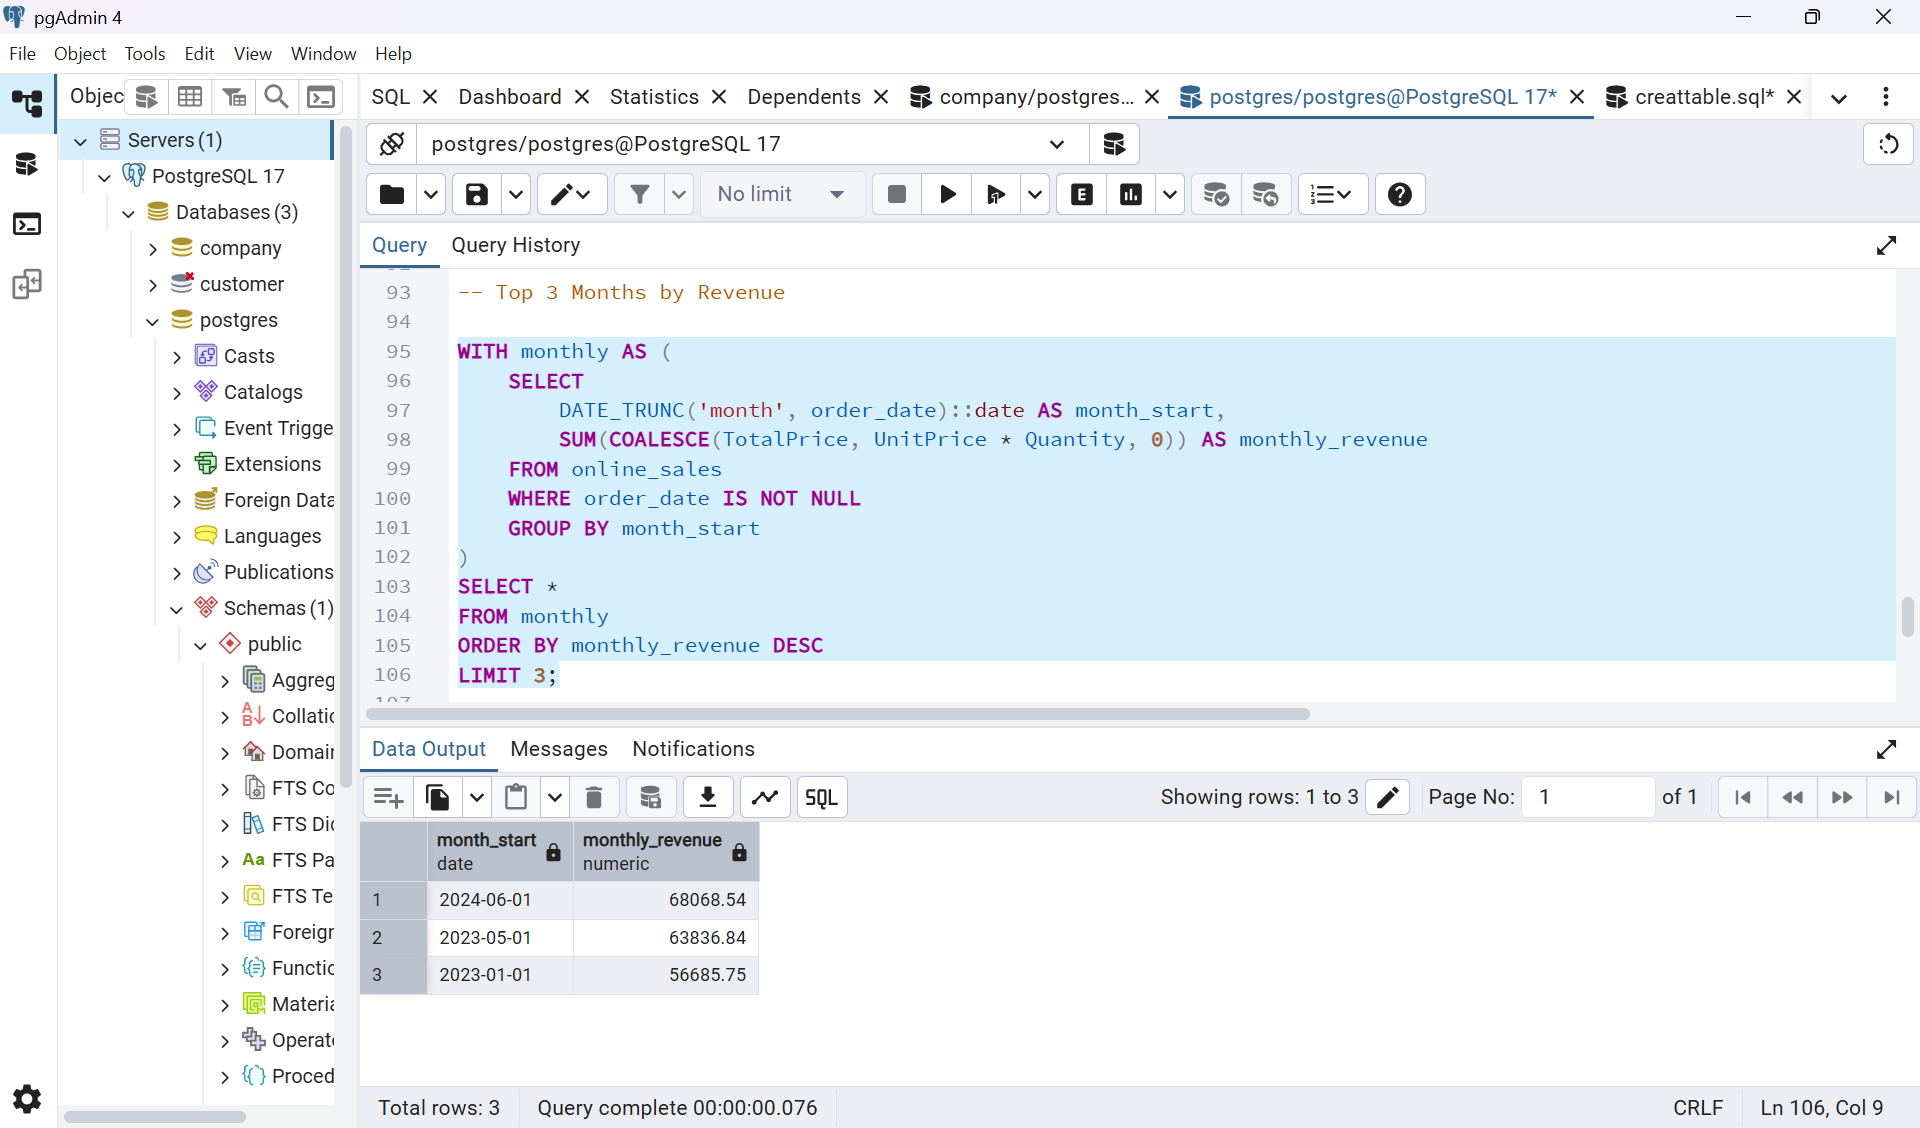 pgAdmin 4
File Object Tools Edit View Window Help
Objec
SQL Dashboard Statistics Dependents company/postgres... postgres/postgres@PostgreSQL 17* creattable.sql*
Servers (1)
PostgreSQL 17
Databases (3)
company
customer
postgres
Casts
Catalogs
Event Trigge
Extensions
Foreign Data
Languages
Publications
Schemas (1)
public
Aggreg
Collatio
Domain
FTS Co
FTS Dic
Aa FTS Pa
FTS Te
Foreign
Functio
Materia
Operato
Proced
postgres/postgres@PostgreSQL 17
No limit
E
Query Query History
93 -- Top 3 Months by Revenue
94
95 WITH monthly AS (
96 SELECT
97 DATE_TRUNC('month', order_date)::date AS month_start,
98 SUM(COALESCE(TotalPrice, UnitPrice * Quantity, 0)) AS monthly_revenue
99 FROM online_sales
100 WHERE order_date IS NOT NULL
101 GROUP BY month_start
102 )
103 SELECT *
104 FROM monthly
105 ORDER BY monthly_revenue DESC
106 LIMIT 3;
Data Output Messages Notifications
SQL Showing rows: 1 to 3 Page No: 1 of 1
month_start monthly_revenue
date numeric
1 2024-06-01 68068.54
2 2023-05-01 63836.84
3 2023-01-01 56685.75
Total rows: 3 Query complete 00:00:00.076 CRLF Ln 106, Col 9